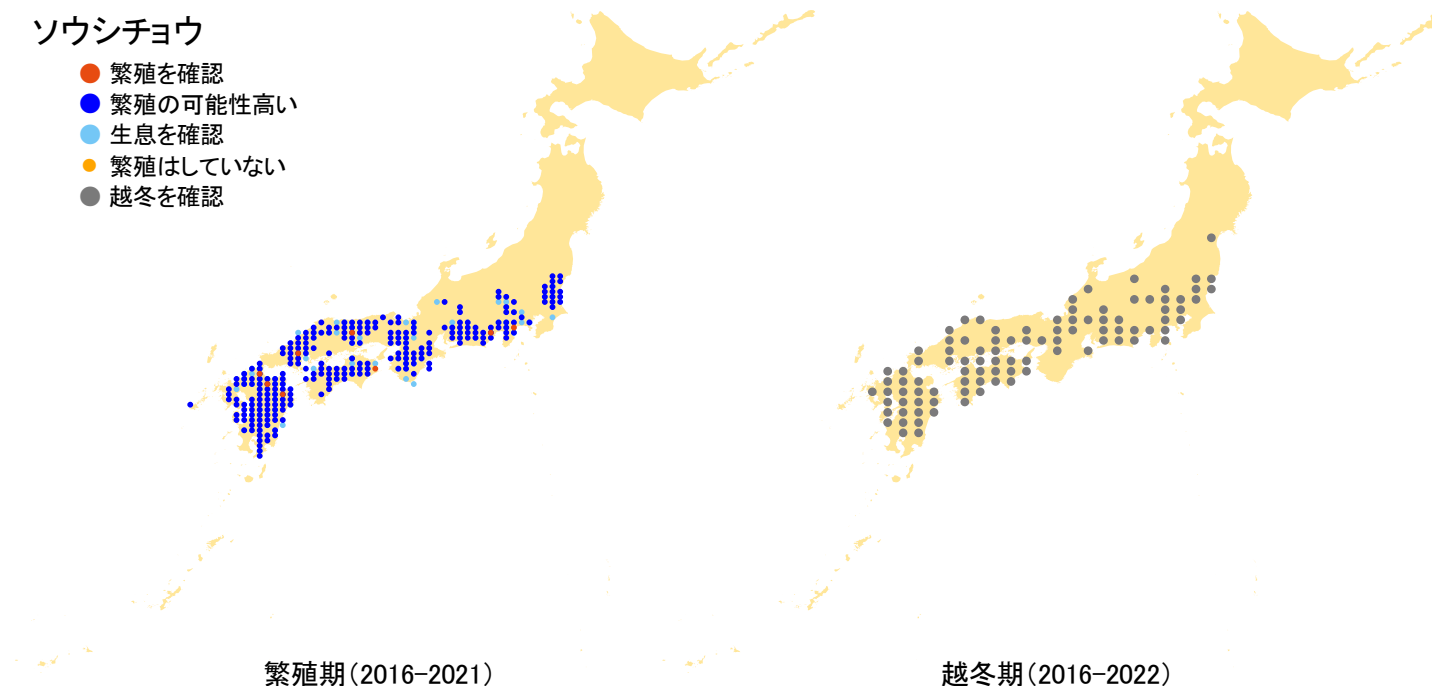 ソウシチョウ
繁殖を確認
繁殖の可能性高い
生息を確認
繁殖はしていない
越冬を確認
繁殖期（2016-2021）
越冬期（2016-2022）